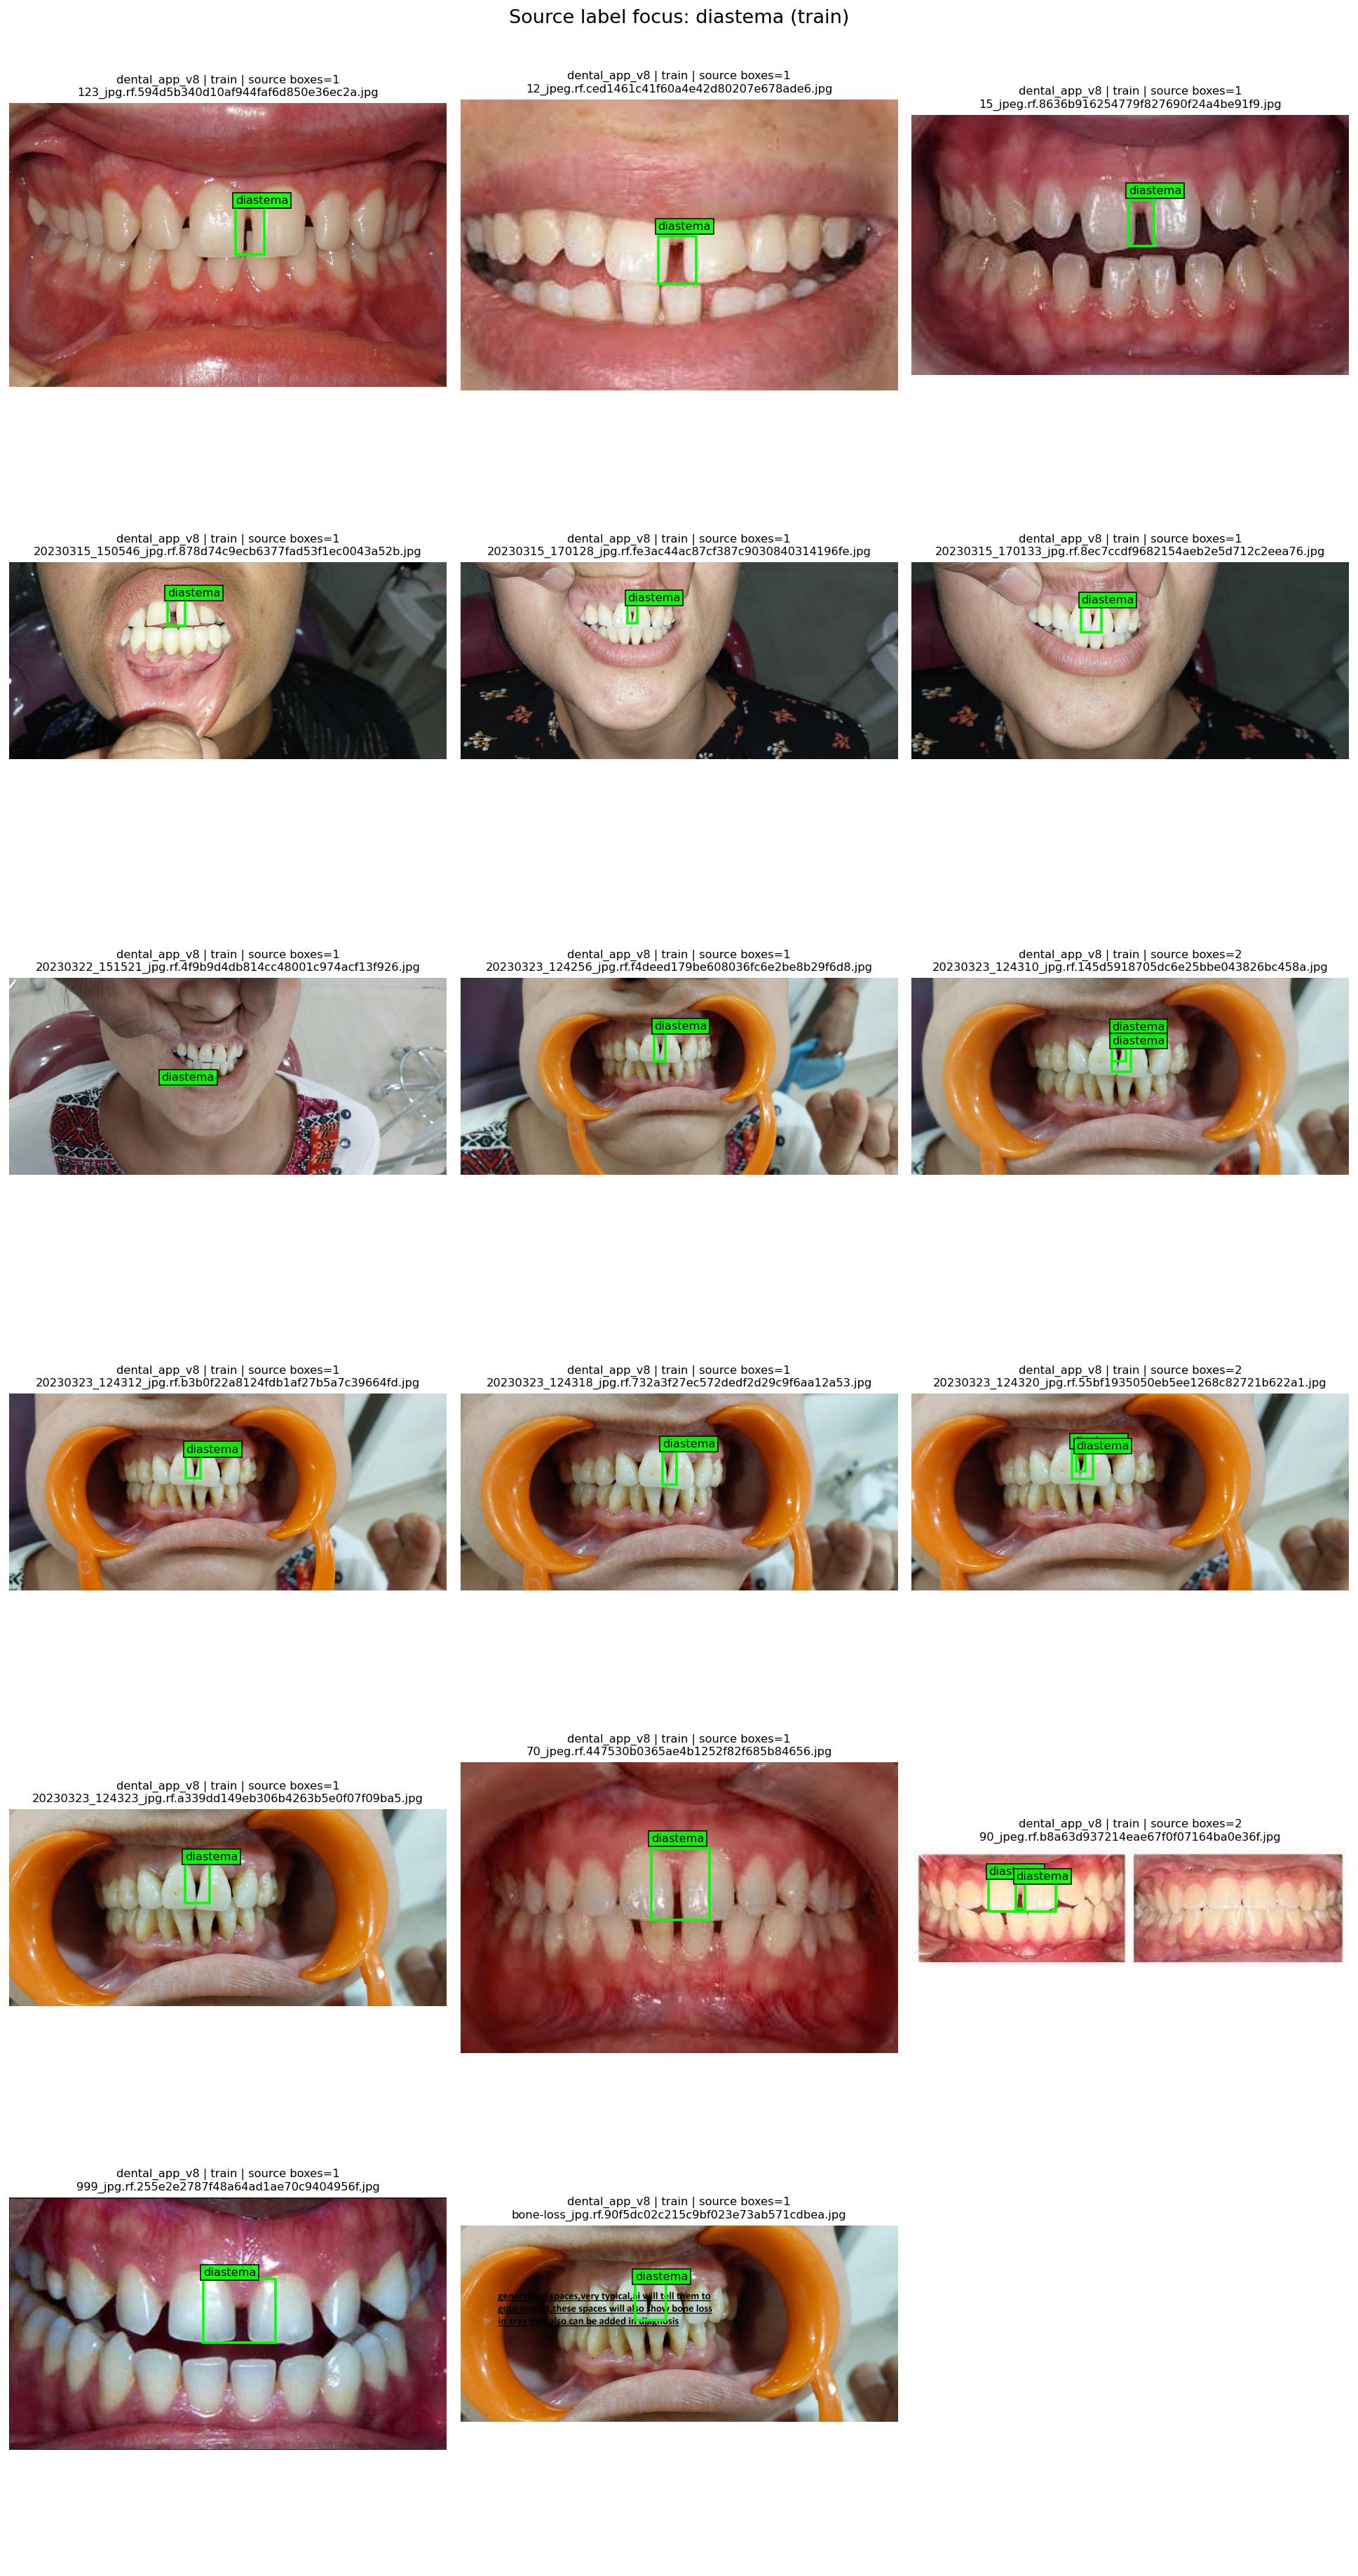 Source label focus: diastema (train)
dental_app_v8 | train | source boxes=1
123_jpg.rf.594d5b340d10af944faf6d850e36ec2a.jpg
diastema
dental_app_v8 | train | source boxes=1
12_jpeg.rf.ced1461c41f60a4e42d80207e678ade6.jpg
diastema
dental_app_v8 | train | source boxes=1
15_jpeg.rf.8636b916254779f827690f24a4be91f9.jpg
diastema
dental_app_v8 | train | source boxes=1
20230315_150546_jpg.rf.878d74c9ecb6377fad53f1ec0043a52b.jpg
diastema
dental_app_v8 | train | source boxes=1
20230315_170128_jpg.rf.fe3ac44ac87cf387c9030840314196fe.jpg
diastema
dental_app_v8 | train | source boxes=1
20230315_170133_jpg.rf.8ec7ccdf9682154aeb2e5d712c2eea76.jpg
diastema
dental_app_v8 | train | source boxes=1
20230322_151521_jpg.rf.4f9b9d4db814cc48001c974acf13f926.jpg
diastema
dental_app_v8 | train | source boxes=1
20230323_124256_jpg.rf.f4deed179be608036fc6e2be8b29f6d8.jpg
diastema
dental_app_v8 | train | source boxes=2
20230323_124310_jpg.rf.145d5918705dc6e25bbe043826bc458a.jpg
diastema
diastema
dental_app_v8 | train | source boxes=1
20230323_124312_jpg.rf.b3b0f22a8124fdb1af27b5a7c39664fd.jpg
diastema
dental_app_v8 | train | source boxes=1
20230323_124318_jpg.rf.732a3f27ec572dedf2d29c9f6aa12a53.jpg
diastema
dental_app_v8 | train | source boxes=2
20230323_124320_jpg.rf.55bf1935050eb5ee1268c82721b622a1.jpg
diastema
dental_app_v8 | train | source boxes=1
20230323_124323_jpg.rf.a339dd149eb306b4263b5e0f07f09ba5.jpg
diastema
dental_app_v8 | train | source boxes=1
70_jpeg.rf.447530b0365ae4b1252f82f685b84656.jpg
diastema
dental_app_v8 | train | source boxes=2
90_jpeg.rf.b8a63d937214eae67f0f07164ba0e36f.jpg
diastema
dental_app_v8 | train | source boxes=1
999_jpg.rf.255e2e2787f48a64ad1ae70c9404956f.jpg
diastema
dental_app_v8 | train | source boxes=1
bone-loss_jpg.rf.90f5dc02c215c9bf023e73ab571cdbea.jpg
diastema
spaces,very typical,ai will tell them to
these spaces will also show bone loss
in xray that also can be added in diagnosis